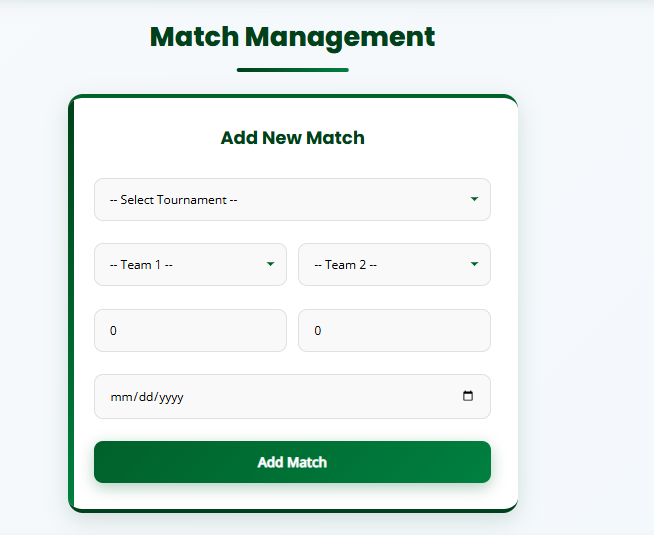 Match Management
Add New Match
-- Select Tournament --
-- Team 1 -- -- Team 2 --
0 0
mm/dd/yyyy
Add Match